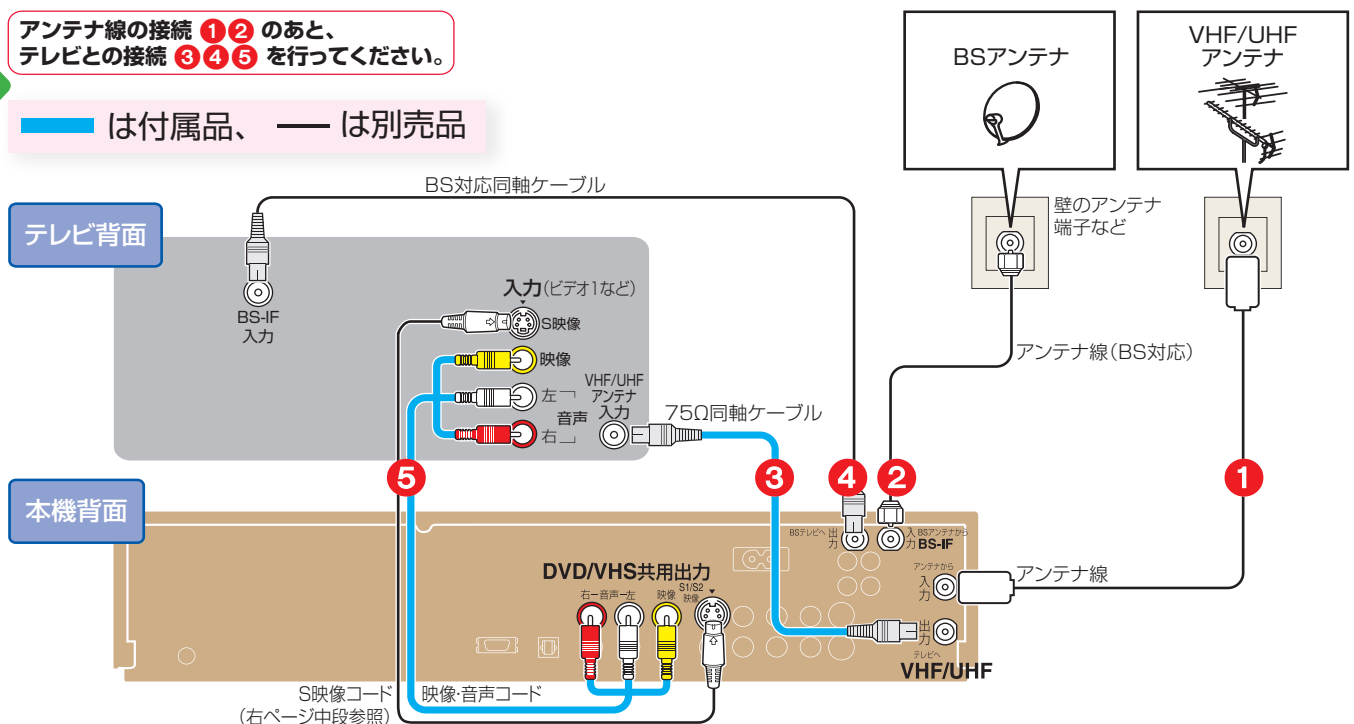 アンテナ線の接続 ❶❷ のあと、
テレビとの接続 ❸❹❺ を行ってください。
は付属品、 は別売品
BSアンテナ
VHF/UHF
アンテナ
壁のアンテナ
端子など
BS対応同軸ケーブル
テレビ背面
BS-IF
入力
入力(ビデオ1など)
S映像
映像
左
音声
右
VHF/UHF
アンテナ
入力
75Ω同軸ケーブル
アンテナ線(BS対応)
❺
❸
❹
❷
❶
本機背面
BSテレビへ 出力
入力 BSアンテナから
BS-IF
アンテナから
入力
アンテナ線
出力
テレビへ
VHF/UHF
DVD/VHS共用出力
右ー音声ー左
映像
S1/S2
映像
S映像コード
(右ページ中段参照)
映像・音声コード